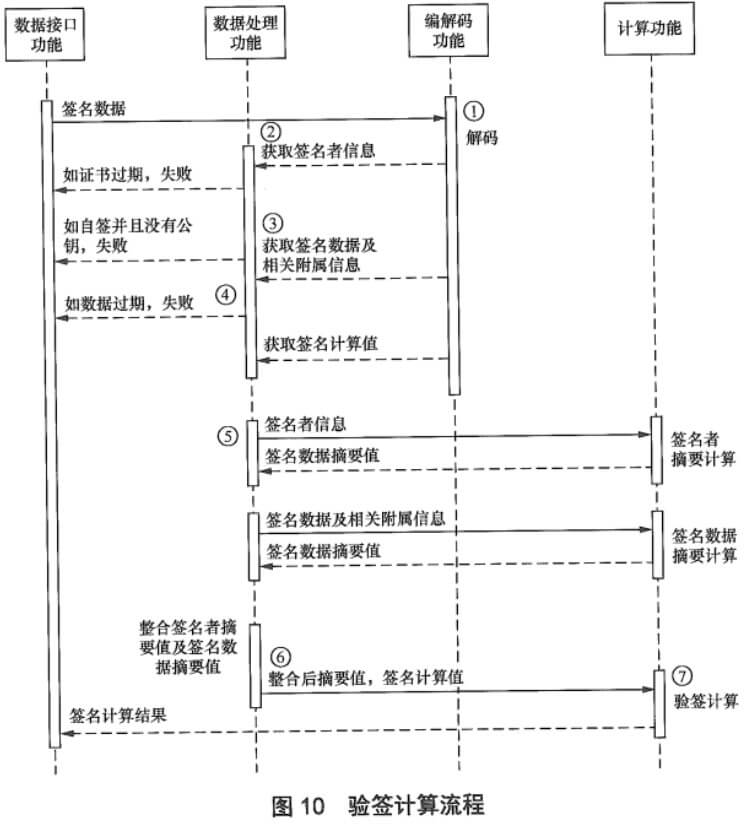 数据接口
功能
数据处理
功能
编解码
功能
计算功能
签名数据
①
解码
②
获取签名者信息
如证书过期，失败
如自签并且没有公
钥，失败
③
获取签名数据及
相关附属信息
④
如数据过期，失败
获取签名计算值
⑤
签名者信息
签名数据摘要值
签名者
摘要计算
签名数据及相关附属信息
签名数据摘要值
签名数据
摘要计算
整合签名者摘
要值及签名数
据摘要值
⑥
整合后摘要值，签名计算值
⑦
验签计算
签名计算结果
图 10 验签计算流程